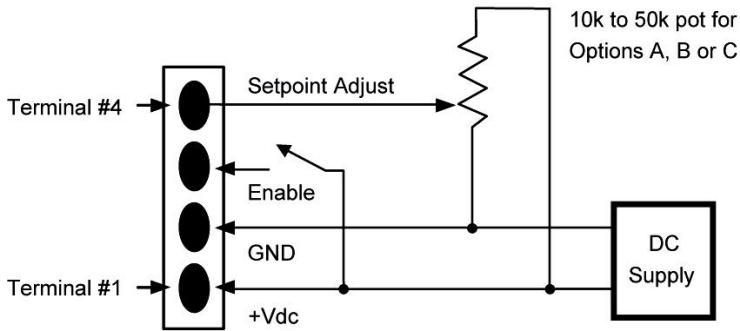 10k to 50k pot for
Options A, B or C
Setpoint Adjust
Terminal #4
Enable
GND
DC
Supply
Terminal #1
+Vdc